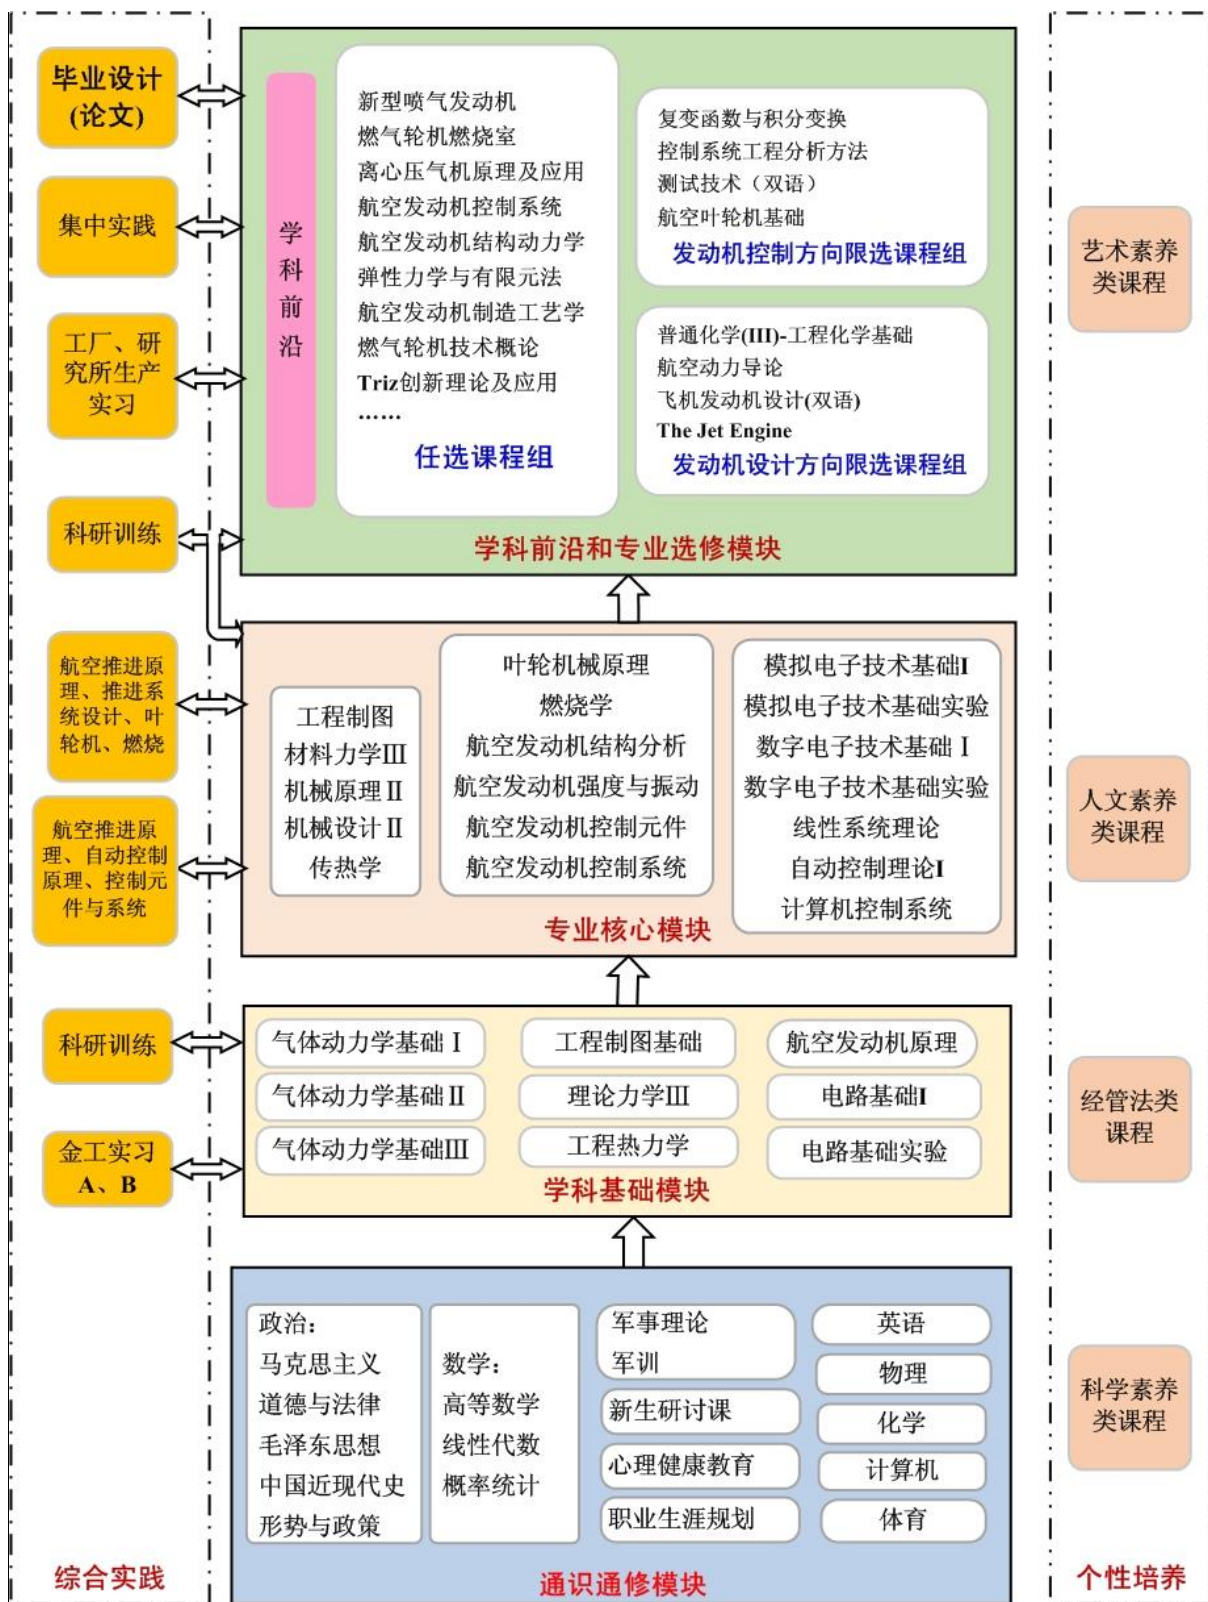 毕业设计
(论文)
集中实践
工厂、研
究所生产
实习
科研训练
航空推进原
理、推进系
统设计、叶
轮机、燃烧
航空推进原
理、自动控制
原理、控制元
件与系统
科研训练
金工实习
A、B
综合实践
学
科
前
沿
新型喷气发动机
燃气轮机燃烧室
离心压气机原理及应用
航空发动机控制系统
航空发动机结构动力学
弹性力学与有限元法
航空发动机制造工艺学
燃气轮机技术概论
Triz创新理论及应用
……
任选课程组
复变函数与积分变换
控制系统工程分析方法
测试技术（双语）
航空叶轮机基础
发动机控制方向限选课程组
普通化学(III)-工程化学基础
航空动力导论
飞机发动机设计(双语)
The Jet Engine
发动机设计方向限选课程组
学科前沿和专业选修模块
工程制图
材料力学Ⅲ
机械原理Ⅱ
机械设计Ⅱ
传热学
叶轮机械原理
燃烧学
航空发动机结构分析
航空发动机强度与振动
航空发动机控制元件
航空发动机控制系统
模拟电子技术基础I
模拟电子技术基础实验
数字电子技术基础Ⅰ
数字电子技术基础实验
线性系统理论
自动控制理论I
计算机控制系统
专业核心模块
气体动力学基础Ⅰ
气体动力学基础Ⅱ
气体动力学基础Ⅲ
工程制图基础
理论力学Ⅲ
工程热力学
航空发动机原理
电路基础I
电路基础实验
学科基础模块
政治：
马克思主义
道德与法律
毛泽东思想
中国近现代史
形势与政策
数学：
高等数学
线性代数
概率统计
军事理论
军训
新生研讨课
心理健康教育
职业生涯规划
英语
物理
化学
计算机
体育
通识通修模块
艺术素养
类课程
人文素养
类课程
经管法类
课程
科学素养
类课程
个性培养